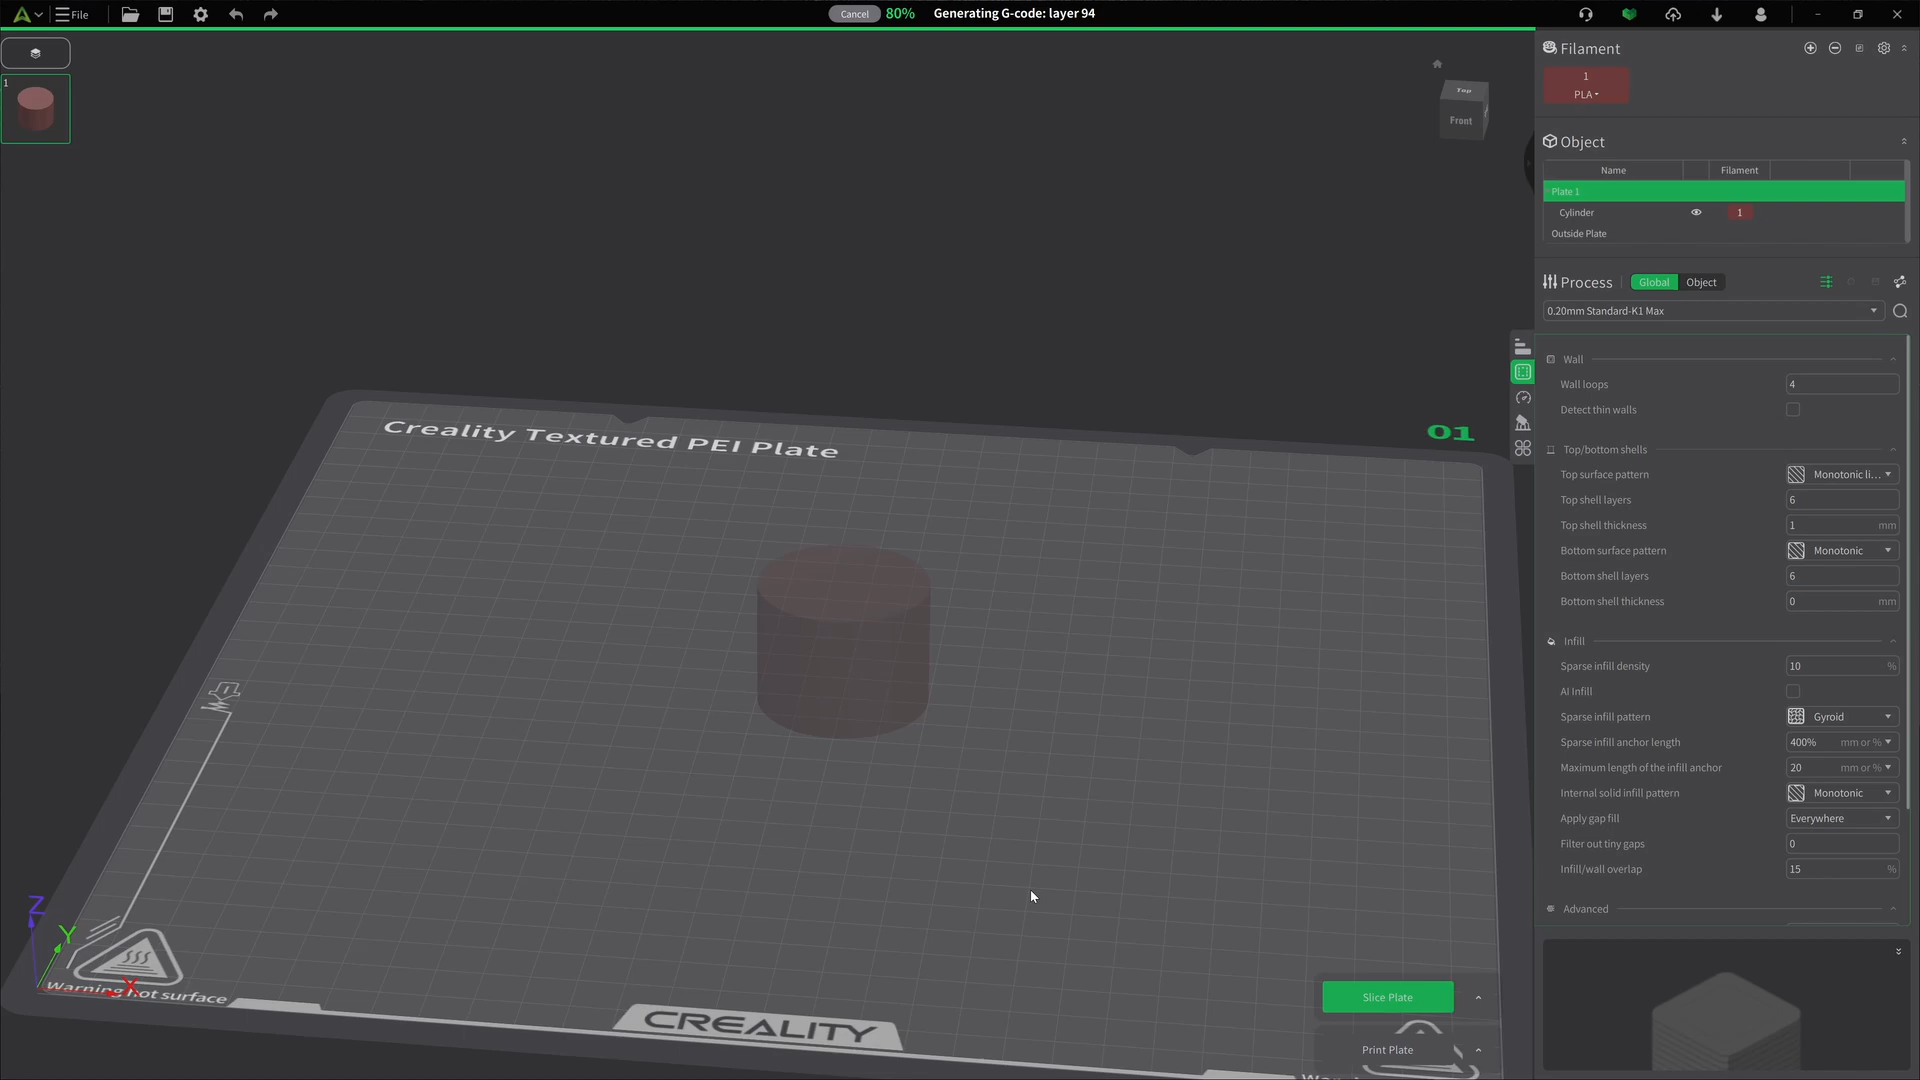 File
Cancel 80% Generating G-code: layer 94
1
Top
Front
Creality Textured PEI Plate
01
Z
Y
X
Warning hot surface
CREALITY
Slice Plate
Print Plate
Filament
1
PLA
Object
Name Filament
Plate 1
Cylinder 1
Outside Plate
Process Global Object
0.20mm Standard-K1 Max
Wall
Wall loops 4
Detect thin walls
Top/bottom shells
Top surface pattern Monotonic li...
Top shell layers 6
Top shell thickness 1 mm
Bottom surface pattern Monotonic
Bottom shell layers 6
Bottom shell thickness 0 mm
Infill
Sparse infill density 10 %
AI Infill
Sparse infill pattern Gyroid
Sparse infill anchor length 400% mm or %
Maximum length of the infill anchor 20 mm or %
Internal solid infill pattern Monotonic
Apply gap fill Everywhere
Filter out tiny gaps 0
Infill/wall overlap 15 %
Advanced